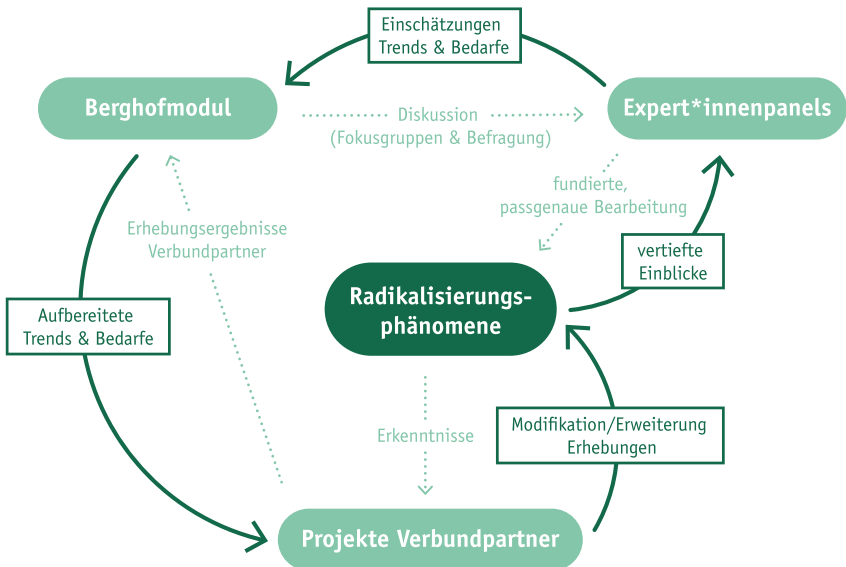 Einschätzungen
Trends & Bedarfe
Berghofmodul
Diskussion
(Fokusgruppen & Befragung)
Expert*innenpanels
fundierte,
passgenaue Bearbeitung
Erhebungsergebnisse
Verbundpartner
vertiefte
Einblicke
Radikalisierungs-
phänomene
Aufbereitete
Trends & Bedarfe
Erkenntnisse
Modifikation/Erweiterung
Erhebungen
Projekte Verbundpartner